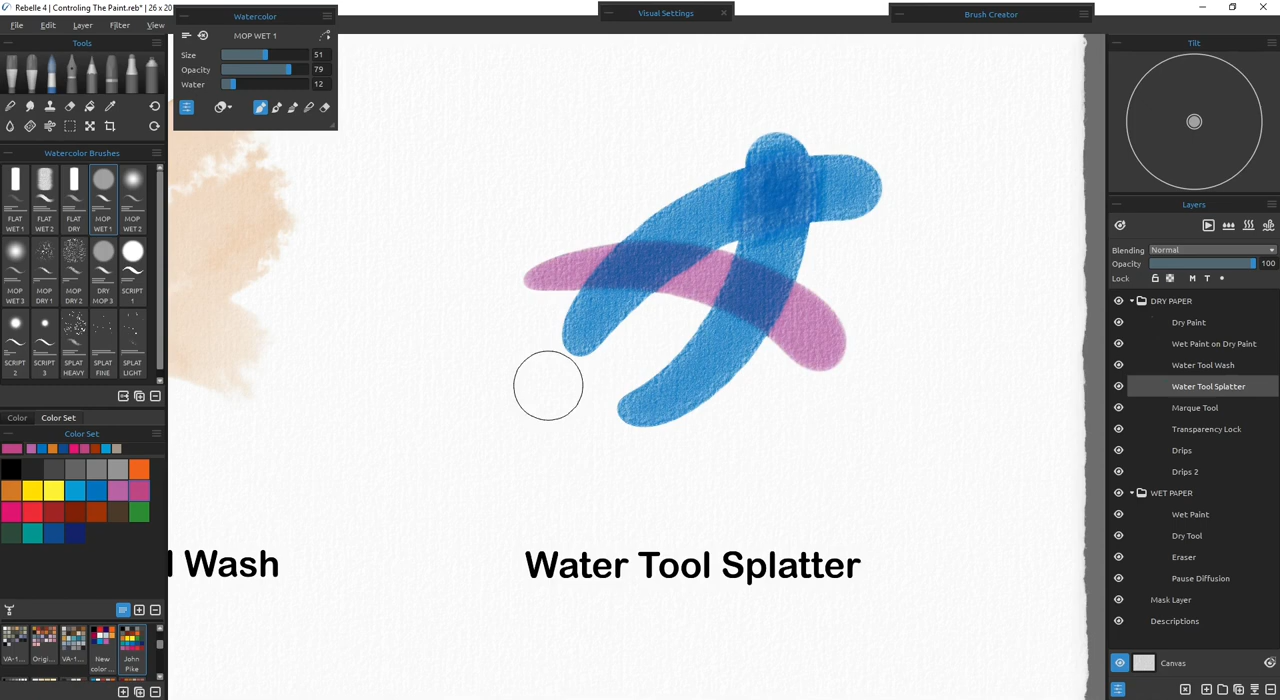 Rebelle 4 | Controling The Paint.reb* | 26 x 20
File Edit Layer Filter View
Tools
Watercolor Brushes
FLAT WET 1
FLAT WET 2
FLAT DRY
MOP WET 1
MOP WET 2
MOP WET 3
MOP DRY 1
MOP DRY 2
DRY MOP 3
SCRIPT 1
SCRIPT 2
SCRIPT 3
SPLAT HEAVY
SPLAT FINE
SPLAT LIGHT
Color Color Set
Color Set
VA-1...
Origi...
VA-1...
New color...
John Pike
Watercolor
MOP WET 1
Size 51
Opacity 79
Water 12
Visual Settings
Brush Creator
l Wash
Water Tool Splatter
Tilt
Layers
Blending Normal
Opacity 100
Lock M T
DRY PAPER
Dry Paint
Wet Paint on Dry Paint
Water Tool Wash
Water Tool Splatter
Marque Tool
Transparency Lock
Drips
Drips 2
WET PAPER
Wet Paint
Dry Tool
Eraser
Pause Diffusion
Mask Layer
Descriptions
Canvas